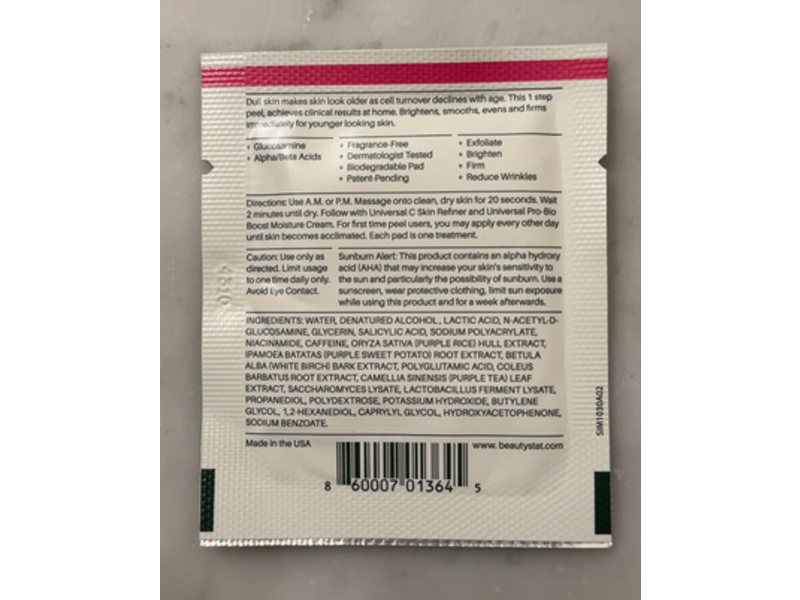 Dull skin makes skin look older as cell turnover declines with age. This 1 step
peel, achieves clinical results at home. Brightens, smooths, evens and firms
immediately for younger looking skin.
+ Glucosamine
+ Alpha/Beta Acids
+ Fragrance-Free
+ Dermatologist Tested
+ Biodegradable Pad
+ Patent-Pending
+ Exfoliate
+ Brighten
+ Firm
+ Reduce Wrinkles
Directions: Use A.M. or P.M. Massage onto clean, dry skin for 20 seconds. Wait
2 minutes until dry. Follow with Universal C Skin Refiner and Universal Pro-Bio
Boost Moisture Cream. For first time peel users, you may apply every other day
until skin becomes acclimated. Each pad is one treatment.
Caution: Use only as
directed. Limit usage
to one time daily only.
Avoid Eye Contact.
Sunburn Alert: This product contains an alpha hydroxy
acid (AHA) that may increase your skin's sensitivity to
the sun and particularly the possibility of sunburn. Use a
sunscreen, wear protective clothing, limit sun exposure
while using this product and for a week afterwards.
INGREDIENTS: WATER, DENATURED ALCOHOL, LACTIC ACID, N-ACETYL-D-
GLUCOSAMINE, GLYCERIN, SALICYLIC ACID, SODIUM POLYACRYLATE,
NIACINAMIDE, CAFFEINE, ORYZA SATIVA (PURPLE RICE) HULL EXTRACT,
IPAMOEA BATATAS (PURPLE SWEET POTATO) ROOT EXTRACT, BETULA
ALBA (WHITE BIRCH) BARK EXTRACT, POLYGLUTAMIC ACID, COLEUS
BARBATUS ROOT EXTRACT, CAMELLIA SINENSIS (PURPLE TEA) LEAF
EXTRACT, SACCHAROMYCES LYSATE, LACTOBACILLUS FERMENT LYSATE,
PROPANEDIOL, POLYDEXTROSE, POTASSIUM HYDROXIDE, BUTYLENE
GLYCOL, 1,2-HEXANEDIOL, CAPRYLYL GLYCOL, HYDROXYACETOPHENONE,
SODIUM BENZOATE.
Made in the USA
www.beautystat.com
8 60007 01364 5
SIM1030A02